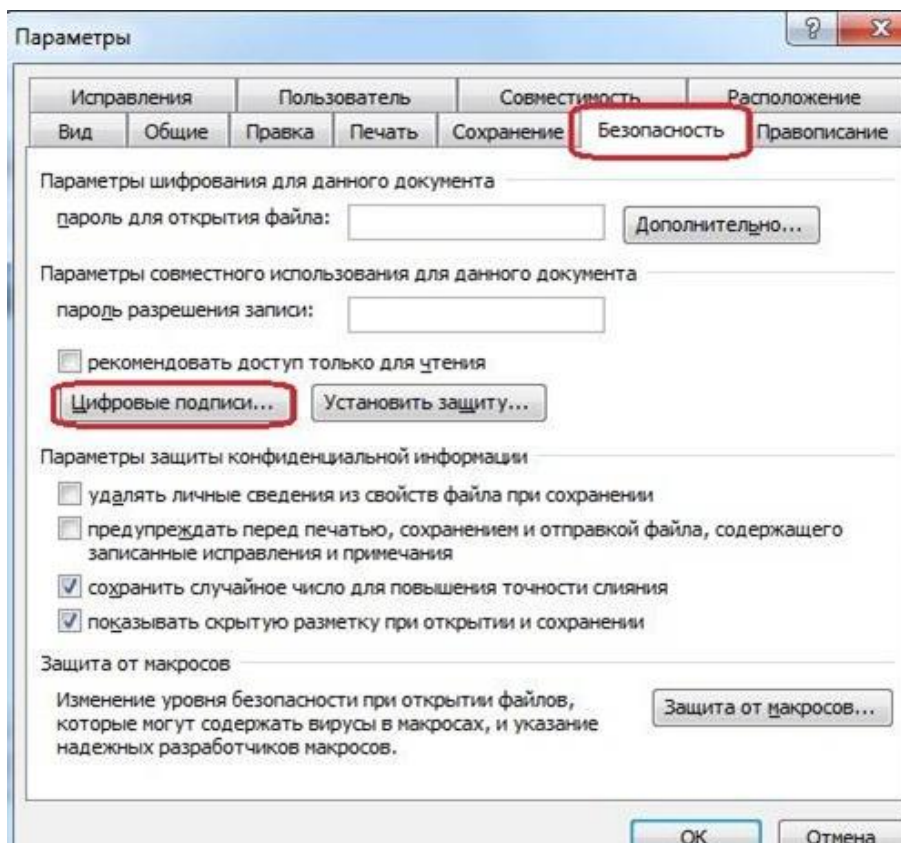 Параметры
Исправления Пользователь Совместимость Расположение
Вид Общие Правка Печать Сохранение Безопасность Правописание
Параметры шифрования для данного документа
пароль для открытия файла: Дополнительно...
Параметры совместного использования для данного документа
пароль разрешения записи:
рекомендовать доступ только для чтения
Цифровые подписи... Установить защиту...
Параметры защиты конфиденциальной информации
удалять личные сведения из свойств файла при сохранении
предупреждать перед печатью, сохранением и отправкой файла, содержащего
записанные исправления и примечания
сохранить случайное число для повышения точности слияния
показывать скрытую разметку при открытии и сохранении
Защита от макросов
Изменение уровня безопасности при открытии файлов,
которые могут содержать вирусы в макросах, и указание
надежных разработчиков макросов.
Защита от макросов...
ОК Отмена